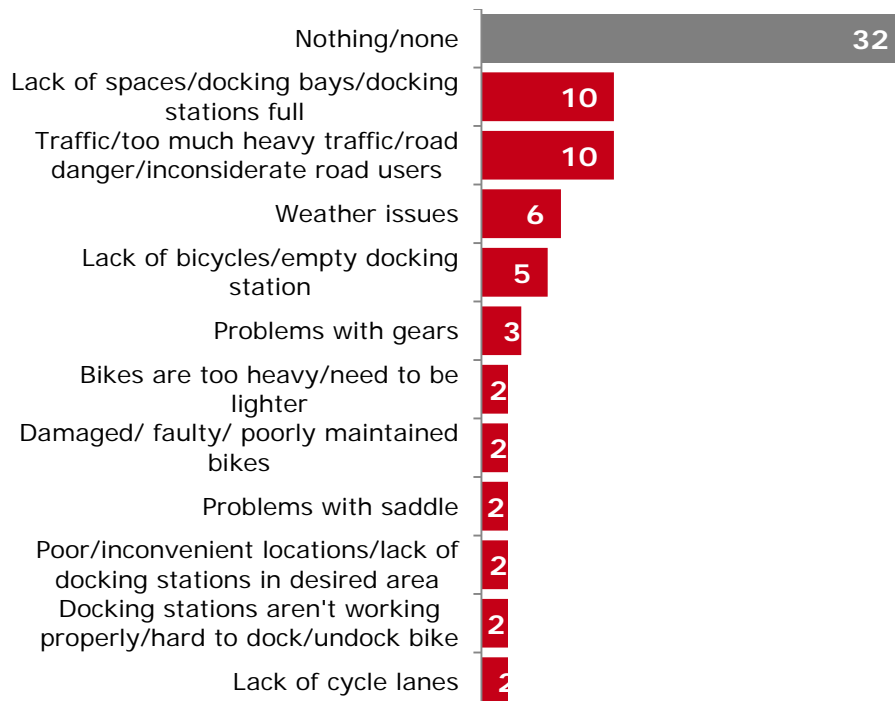 Nothing/none
32
Lack of spaces/docking bays/docking
stations full
10
Traffic/too much heavy traffic/road
danger/inconsiderate road users
10
Weather issues
6
Lack of bicycles/empty docking
station
5
Problems with gears
3
Bikes are too heavy/need to be
lighter
2
Damaged/ faulty/ poorly maintained
bikes
2
Problems with saddle
2
Poor/inconvenient locations/lack of
docking stations in desired area
2
Docking stations aren't working
properly/hard to dock/undock bike
2
Lack of cycle lanes
2